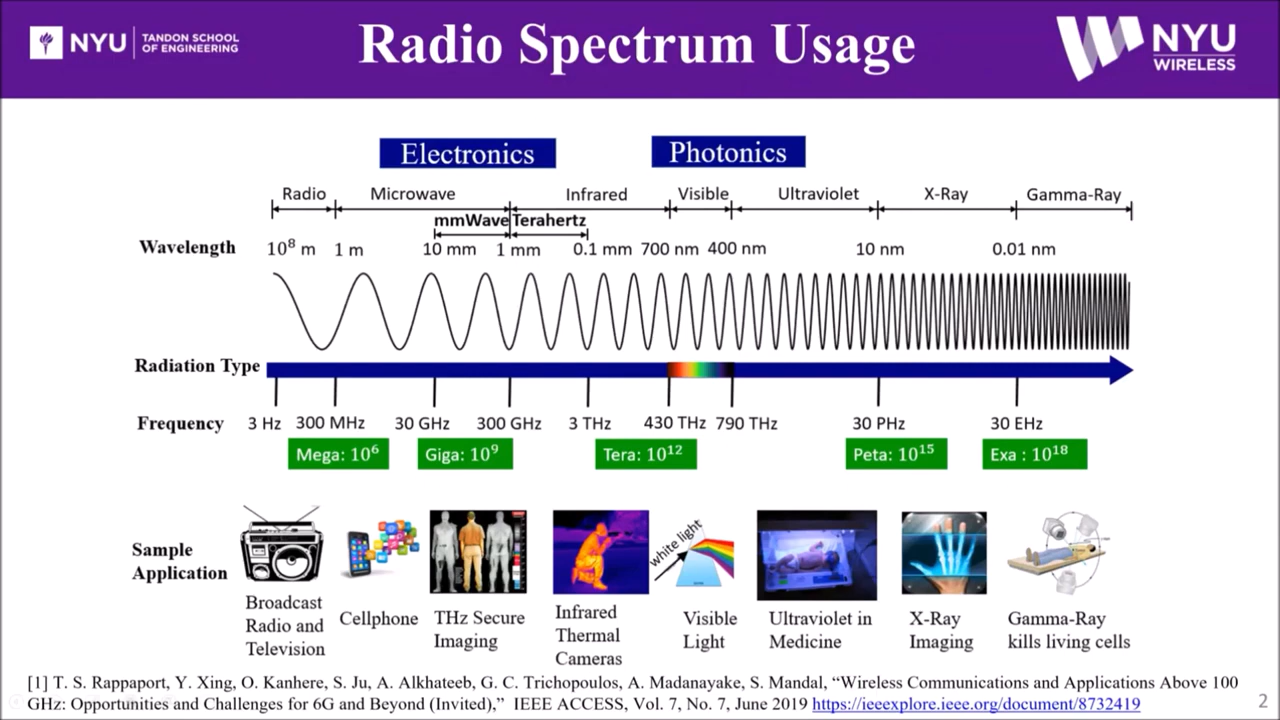 NYU TANDON SCHOOL
OF ENGINEERING
Radio Spectrum Usage
NYU
WIRELESS
Electronics
Photonics
Radio Microwave Infrared Visible Ultraviolet X-Ray Gamma-Ray
mmWave Terahertz
Wavelength 10⁸ m 1 m 10 mm 1 mm 0.1 mm 700 nm 400 nm 10 nm 0.01 nm
Radiation Type
Frequency 3 Hz 300 MHz 30 GHz 300 GHz 3 THz 430 THz 790 THz 30 PHz 30 EHz
Mega: 10⁶ Giga: 10⁹ Tera: 10¹² Peta: 10¹⁵ Exa : 10¹⁸
Sample
Application
White light
Broadcast
Radio and
Television
Cellphone
THz Secure
Imaging
Infrared
Thermal
Cameras
Visible
Light
Ultraviolet in
Medicine
X-Ray
Imaging
Gamma-Ray
kills living cells
[1] T. S. Rappaport, Y. Xing, O. Kanhere, S. Ju, A. Alkhateeb, G. C. Trichopoulos, A. Madanayake, S. Mandal, “Wireless Communications and Applications Above 100
GHz: Opportunities and Challenges for 6G and Beyond (Invited),” IEEE ACCESS, Vol. 7, No. 7, June 2019 https://ieeexplore.ieee.org/document/8732419
2